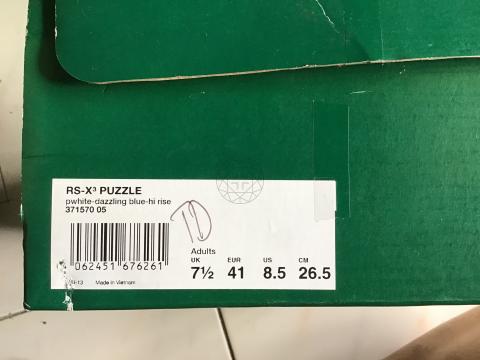 RS-X³ PUZZLE
pwhite-dazzling blue-hi rise
371570 05
Adults
UK EUR US CM
7½ 41 8.5 26.5
062451 676261
Made in Vietnam